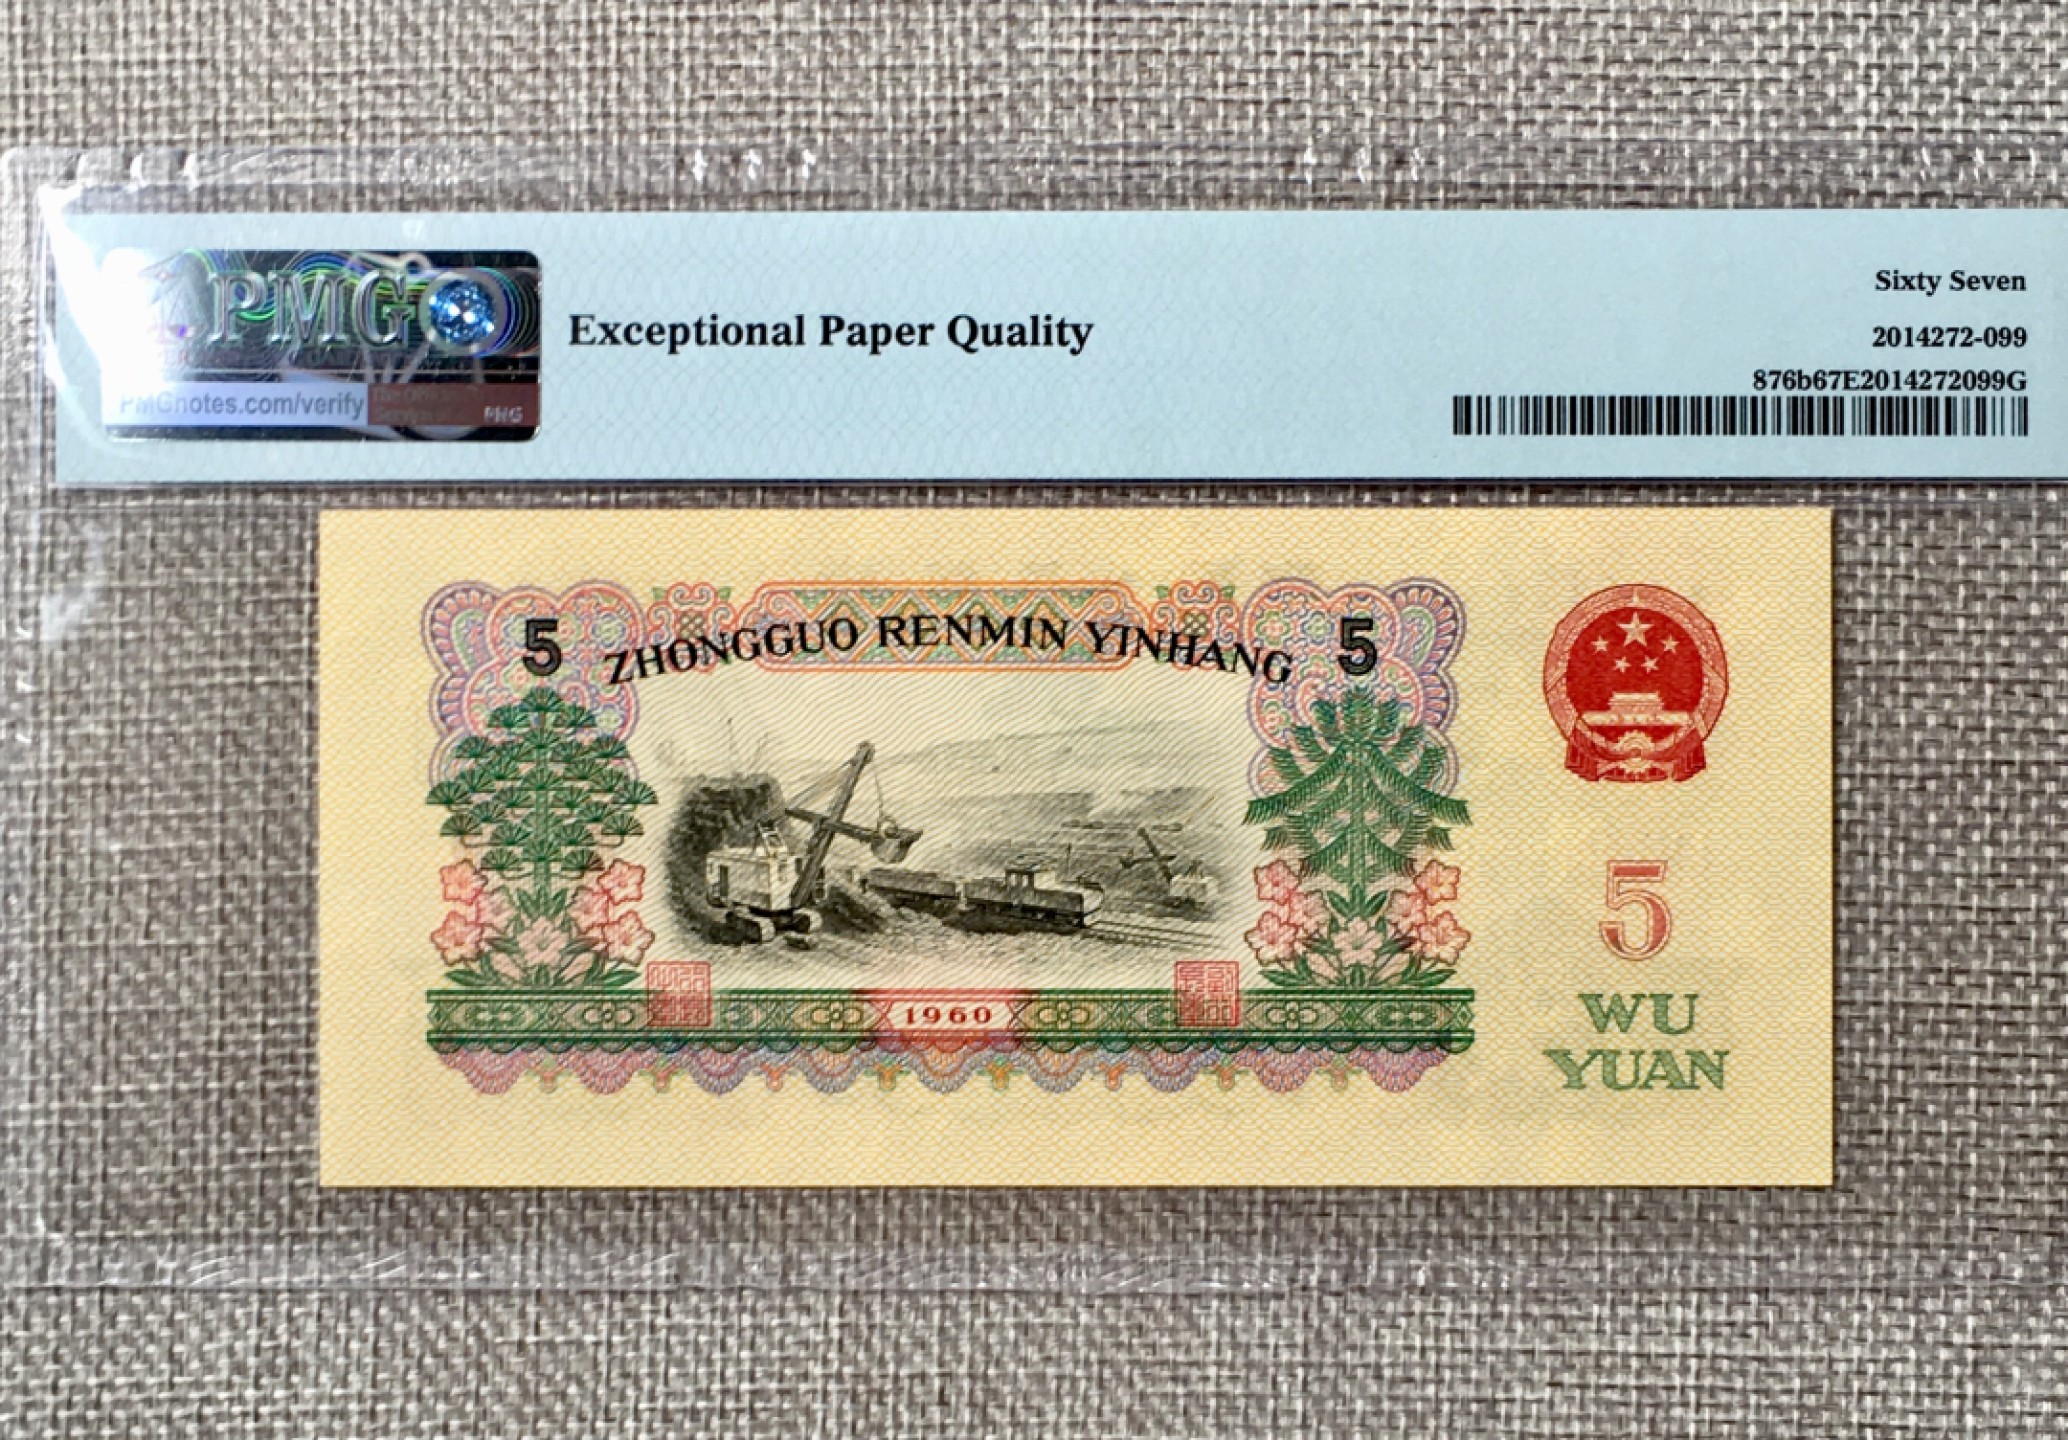 PMG
PMGnotes.com/verify
PMG
Exceptional Paper Quality
Sixty Seven
2014272-099
876b67E2014272099G
5 ZHONGGUO RENMIN YINHANG 5
5
WU
YUAN
1960